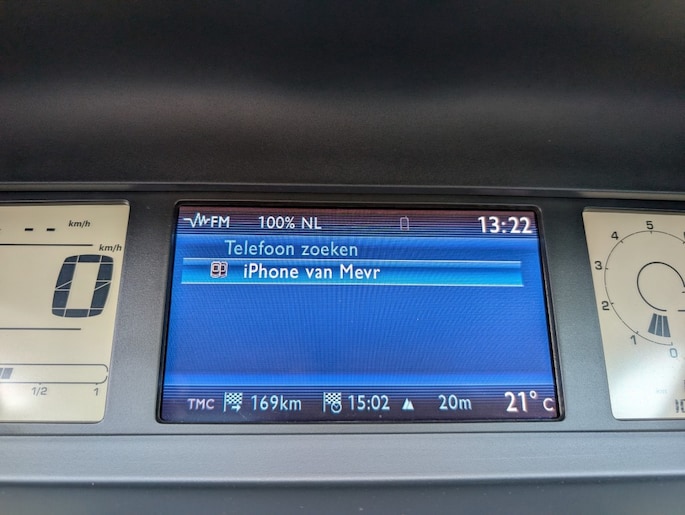 FM 100% NL 13:22
Telefoon zoeken
iPhone van Mevr
TMC 169km 15:02 20m 21° C
-- km/h
km/h
0
1/2 1
5
4
3
2
1
0